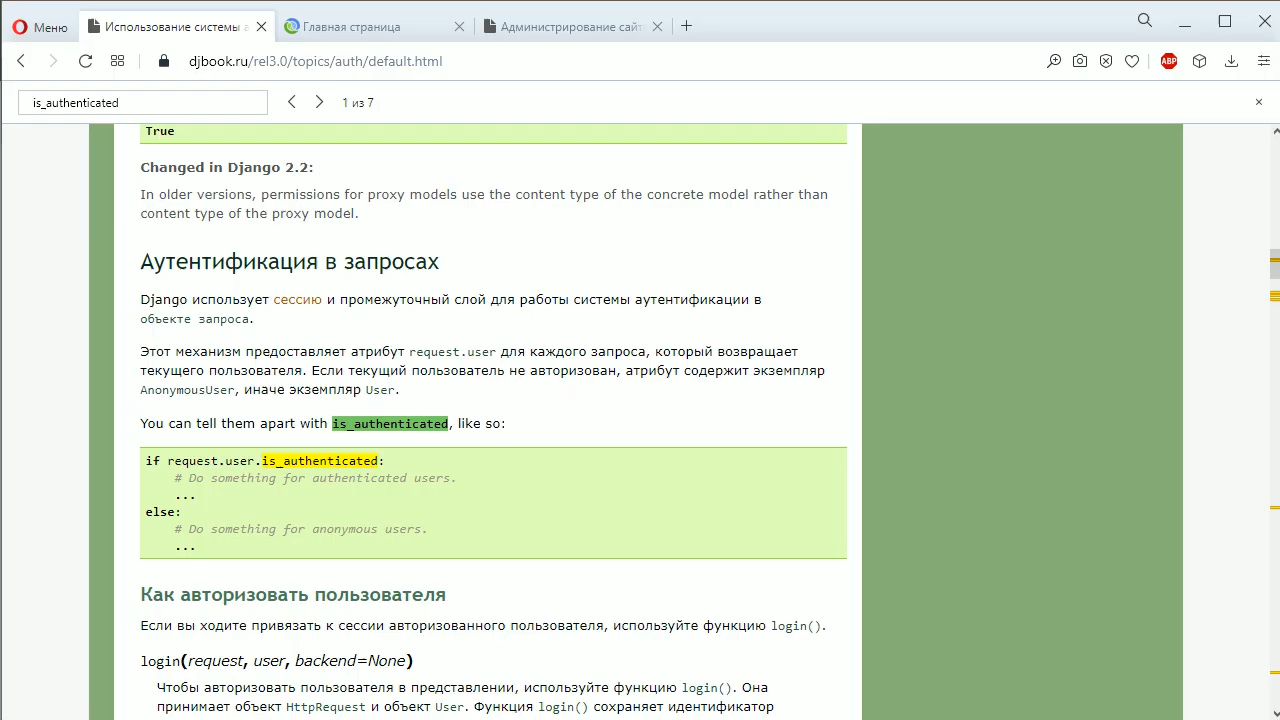 Меню
Использование системы а
Главная страница
Администрирование сайт
djbook.ru/rel3.0/topics/auth/default.html
ABP
is_authenticated
1 из 7
True
Changed in Django 2.2:
In older versions, permissions for proxy models use the content type of the concrete model rather than
content type of the proxy model.
Аутентификация в запросах
Django использует сессию и промежуточный слой для работы системы аутентификации в
объекте запроса.
Этот механизм предоставляет атрибут request.user для каждого запроса, который возвращает
текущего пользователя. Если текущий пользователь не авторизован, атрибут содержит экземпляр
AnonymousUser, иначе экземпляр User.
You can tell them apart with is_authenticated, like so:
if request.user.is_authenticated:
# Do something for authenticated users.
...
else:
# Do something for anonymous users.
...
Как авторизовать пользователя
Если вы ходите привязать к сессии авторизованного пользователя, используйте функцию login().
login(request, user, backend=None)
Чтобы авторизовать пользователя в представлении, используйте функцию login(). Она
принимает объект HttpRequest и объект User. Функция login() сохраняет идентификатор